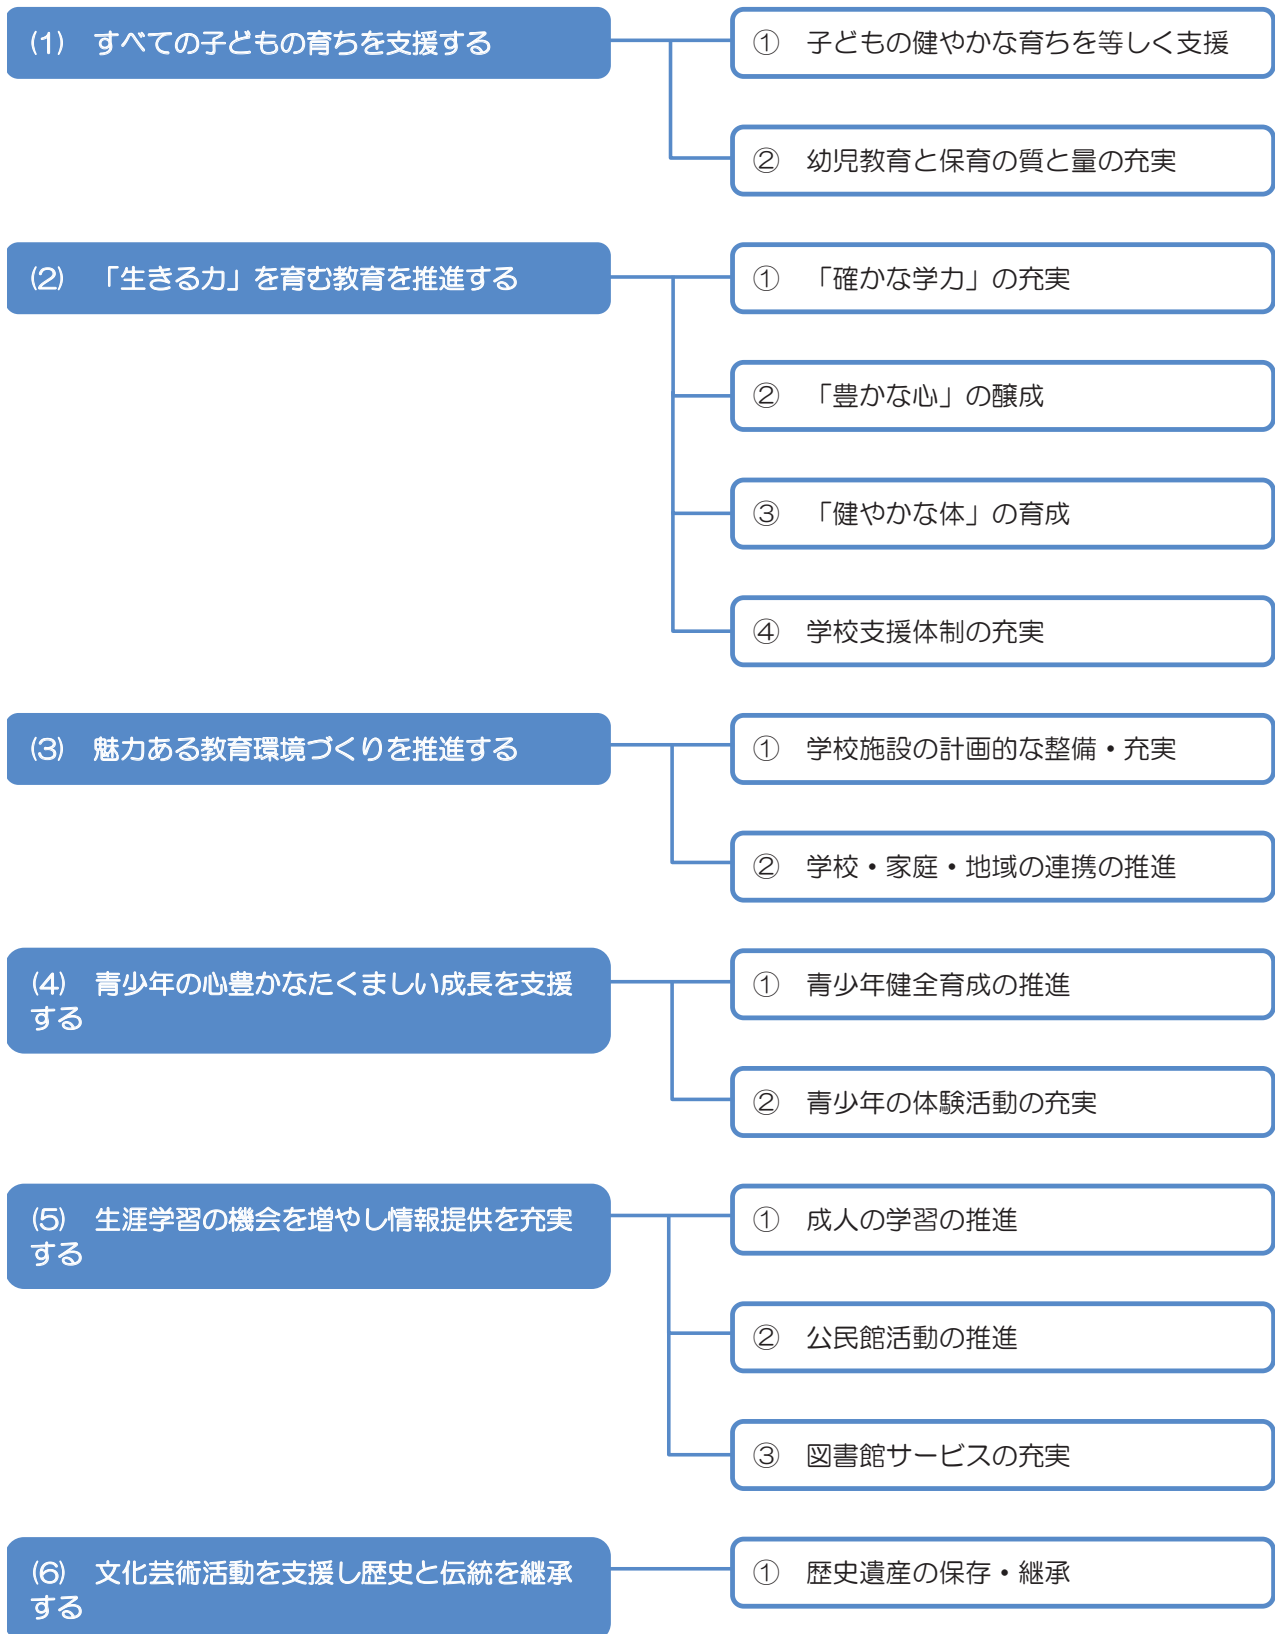 (1)　すべての子どもの育ちを支援する
①　子どもの健やかな育ちを等しく支援
②　幼児教育と保育の質と量の充実
(2)　「生きる力」を育む教育を推進する
①　「確かな学力」の充実
②　「豊かな心」の醸成
③　「健やかな体」の育成
④　学校支援体制の充実
(3)　魅力ある教育環境づくりを推進する
①　学校施設の計画的な整備・充実
②　学校・家庭・地域の連携の推進
(4)　青少年の心豊かなたくましい成長を支援
する
①　青少年健全育成の推進
②　青少年の体験活動の充実
(5)　生涯学習の機会を増やし情報提供を充実
する
①　成人の学習の推進
②　公民館活動の推進
③　図書館サービスの充実
(6)　文化芸術活動を支援し歴史と伝統を継承
する
①　歴史遺産の保存・継承